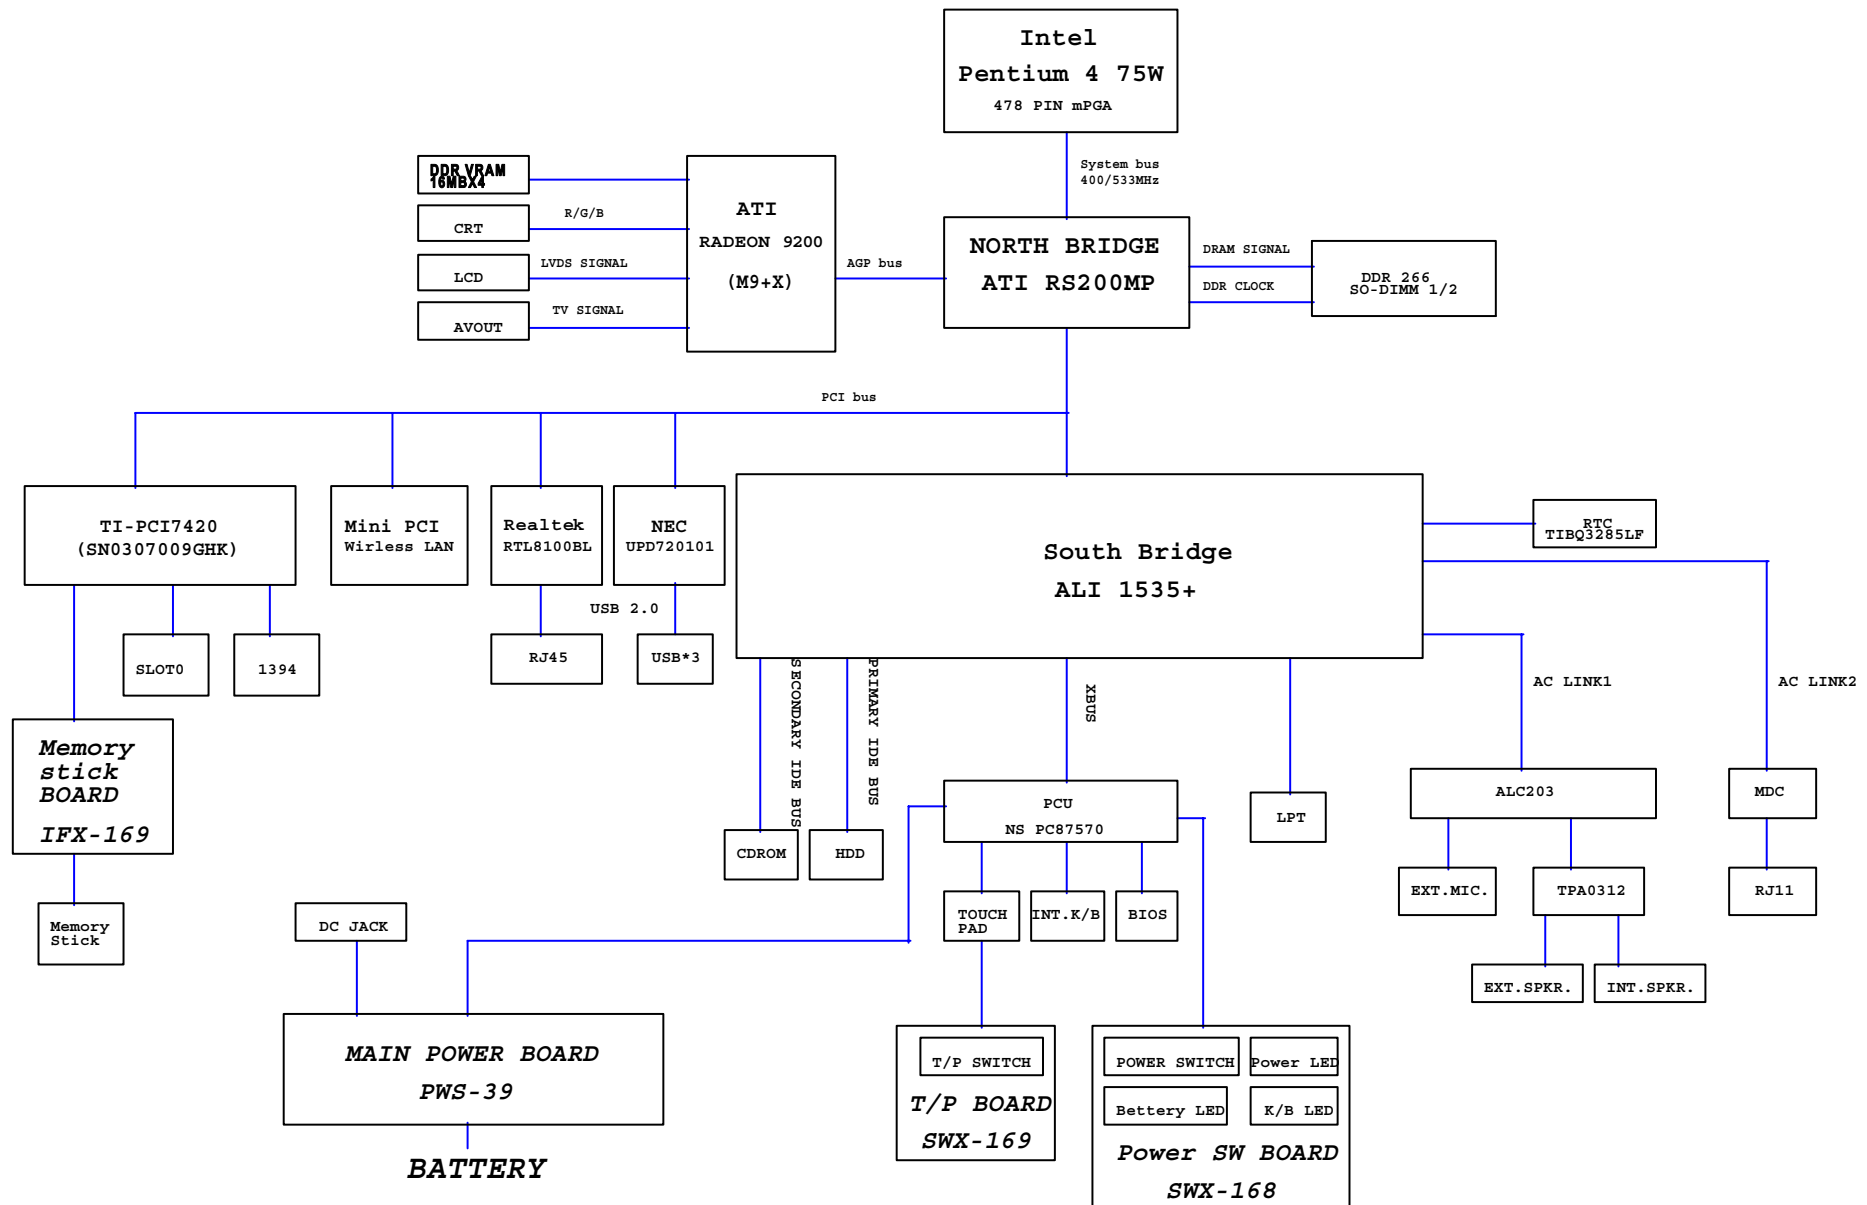 Intel
Pentium 4 75W
478 PIN mPGA
System bus
400/533MHz
DDR VRAM
16MBX4
R/G/B
CRT
LVDS SIGNAL
LCD
TV SIGNAL
AVOUT
ATI
RADEON 9200
(M9+X)
AGP bus
NORTH BRIDGE
ATI RS200MP
DRAM SIGNAL
DDR CLOCK
DDR 266
SO-DIMM 1/2
PCI bus
TI-PCI7420
(SN0307009GHK)
Mini PCI
Wirless LAN
Realtek
RTL8100BL
NEC
UPD720101
South Bridge
ALI 1535+
RTC
TIBQ3285LF
USB 2.0
SLOT0
1394
RJ45
USB*3
SECONDARY IDE BUS
PRIMARY IDE BUS
XBUS
AC LINK1
AC LINK2
Memory
stick
BOARD
IFX-169
PCU
NS PC87570
LPT
ALC203
MDC
CDROM
HDD
EXT.MIC.
TPA0312
RJ11
Memory
Stick
DC JACK
TOUCH
PAD
INT.K/B
BIOS
EXT.SPKR.
INT.SPKR.
MAIN POWER BOARD
PWS-39
BATTERY
T/P SWITCH
T/P BOARD
SWX-169
POWER SWITCH
Power LED
Bettery LED
K/B LED
Power SW BOARD
SWX-168